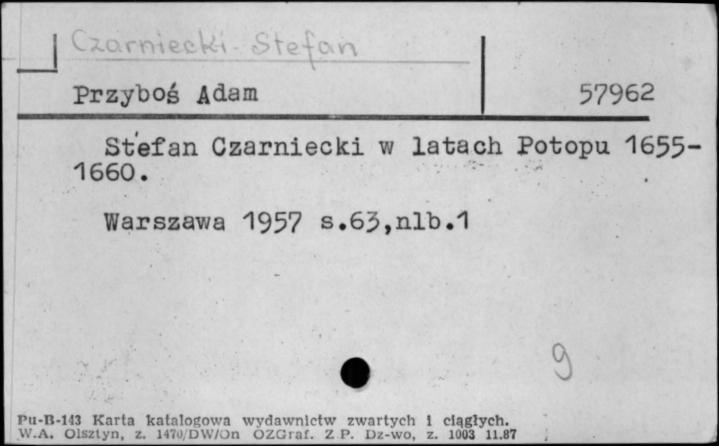 Czarniecki Stefan
Przyboś Adam 57962
Stefan Czarniecki w latach Potopu 1655-
1660.
Warszawa 1957 s.63,nlb.1
9
Pu-B-143 Karta katalogowa wydawnictw zwartych i ciągłych.
W.A. Olsztyn, z. 1470/DW/On OZGraf. Z P. Dz-wo, z. 1003 11.87